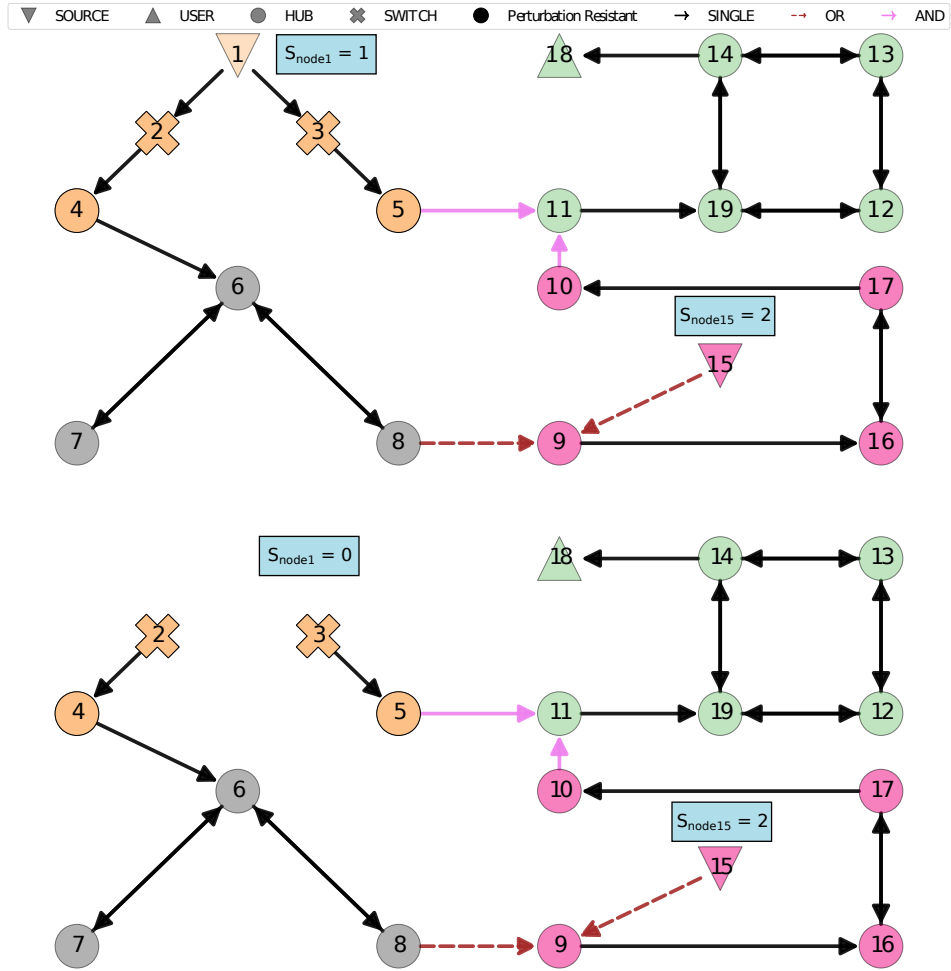 SOURCE USER HUB SWITCH Perturbation Resistant SINGLE OR AND
1 S_node1 = 1 18 14 13
2 3
4 5 11 19 12
6 10 17
S_node15 = 2
15
7 8 9 16
S_node1 = 0 18 14 13
2 3
4 5 11 19 12
6 10 17
S_node15 = 2
15
7 8 9 16